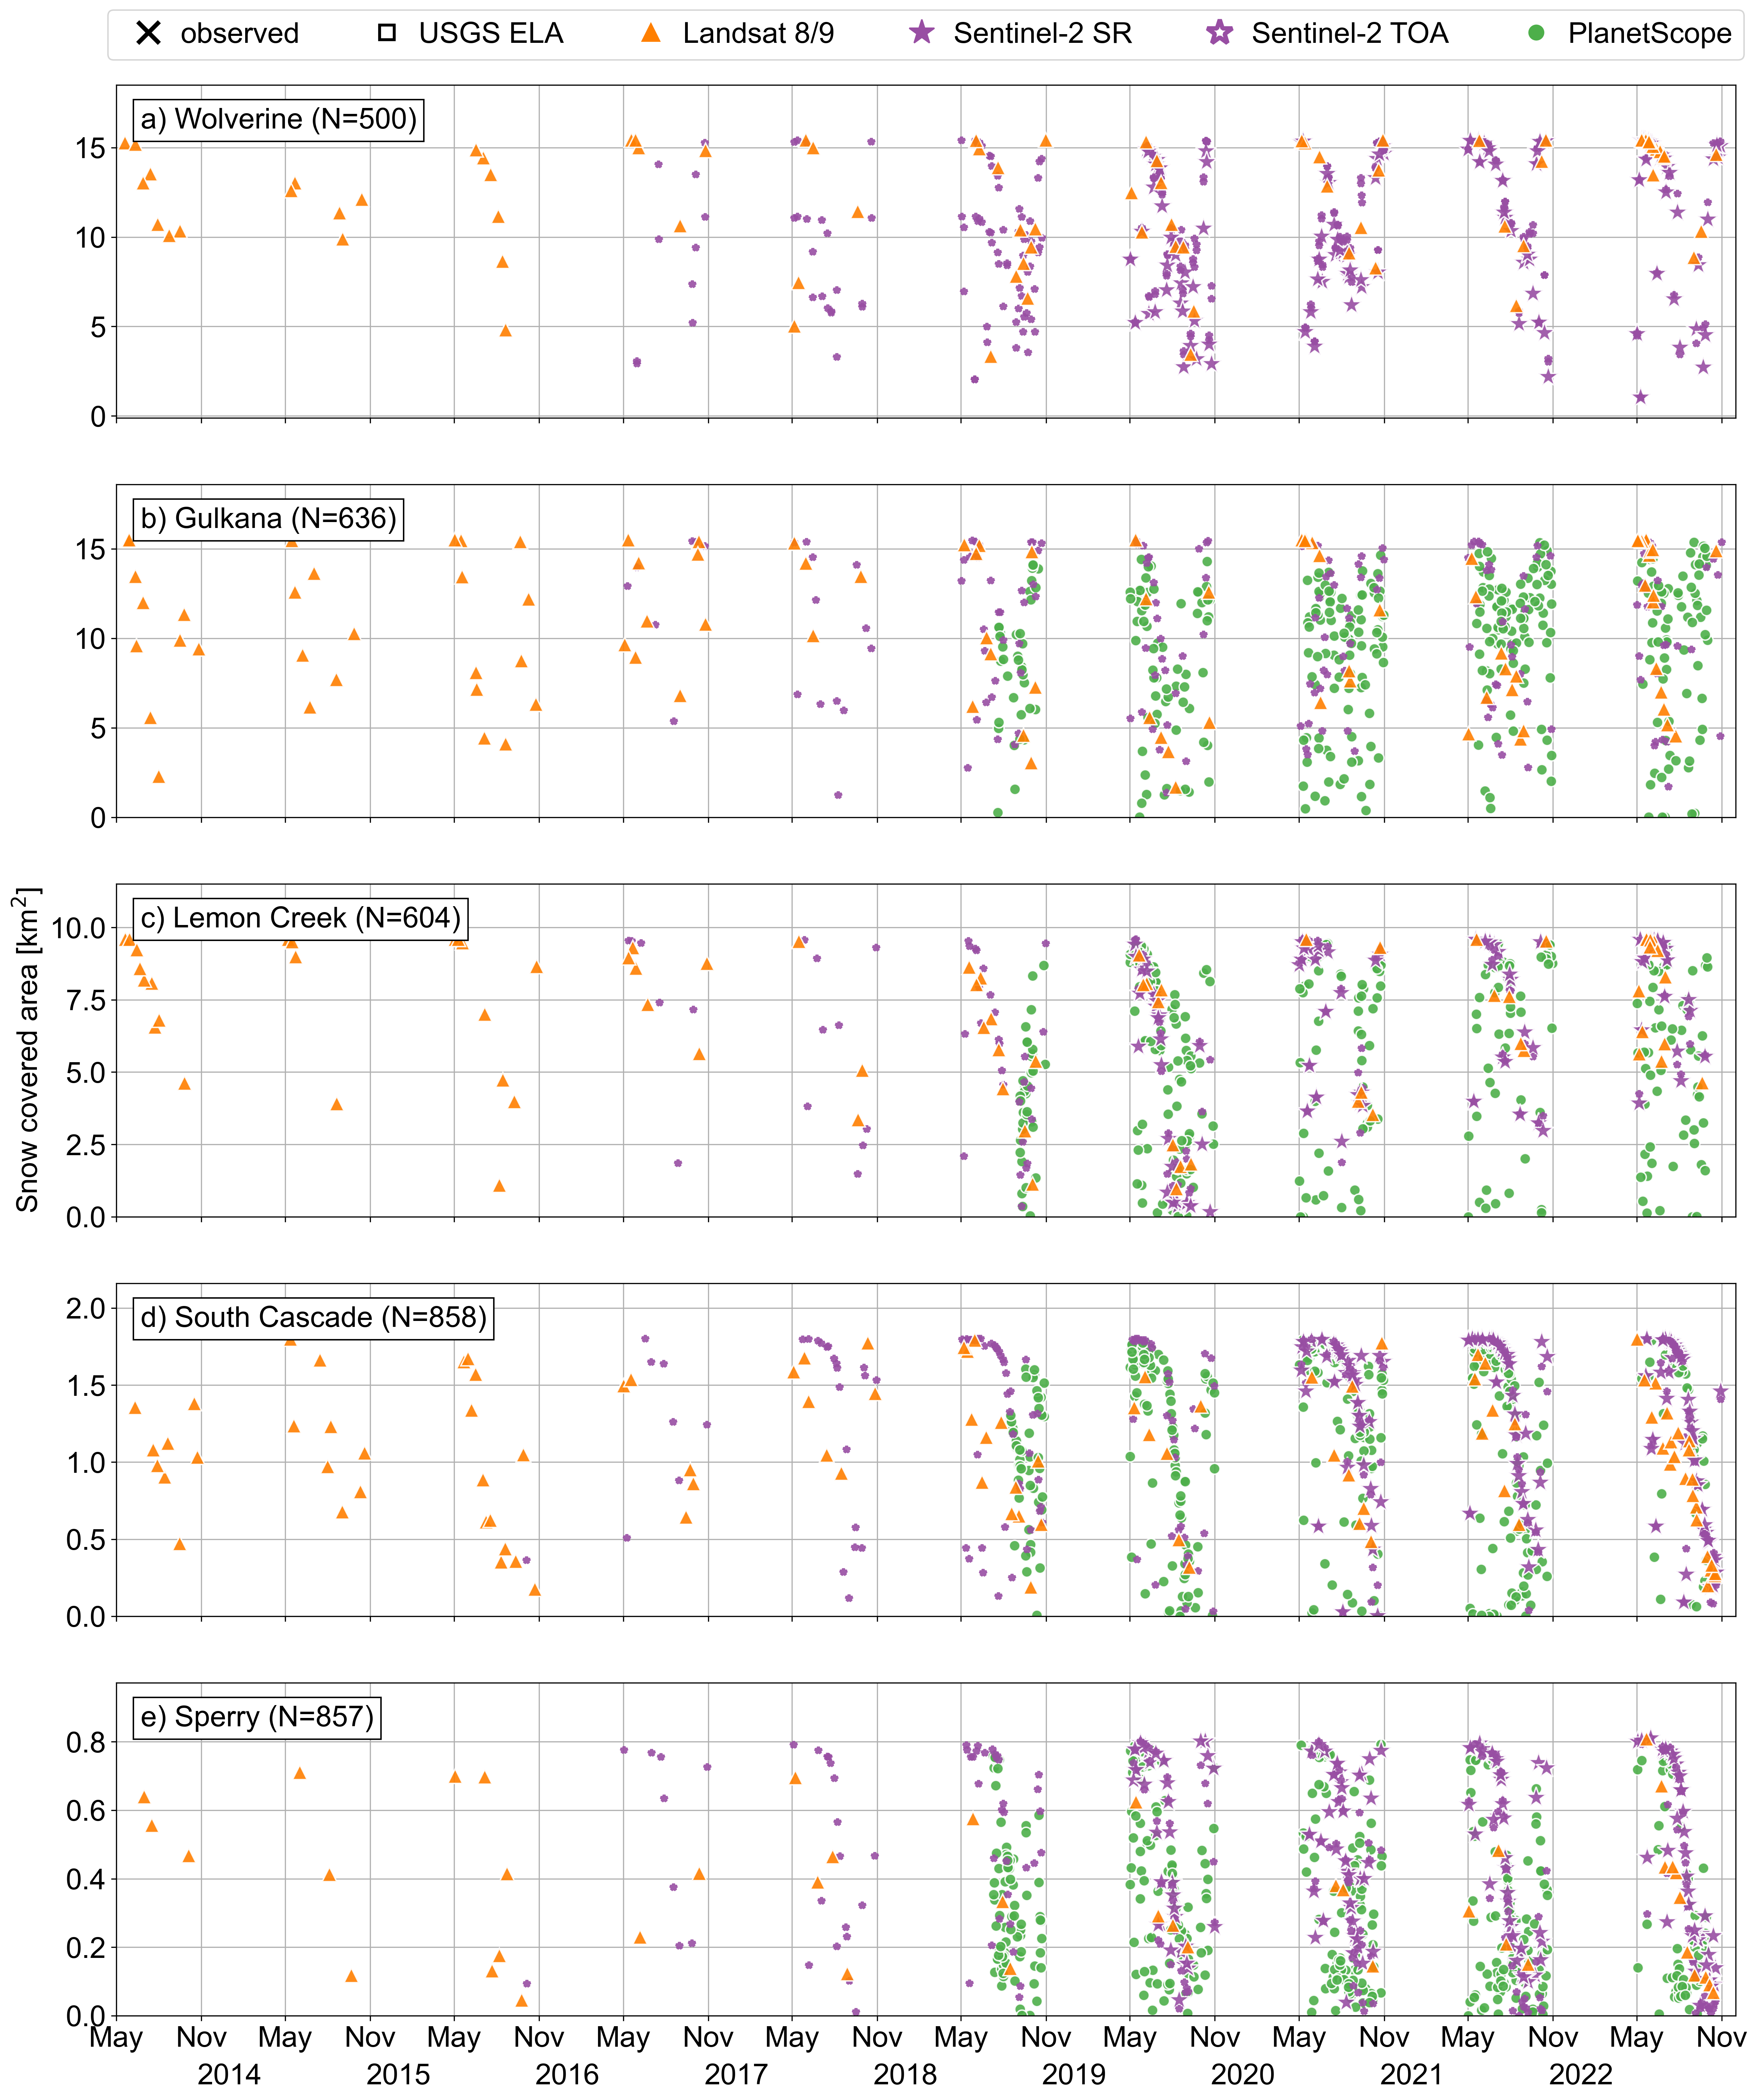 observed USGS ELA Landsat 8/9 Sentinel-2 SR Sentinel-2 TOA PlanetScope
a) Wolverine (N=500)
15
10
5
0
b) Gulkana (N=636)
15
10
5
0
Snow covered area [km²]
c) Lemon Creek (N=604)
10.0
7.5
5.0
2.5
0.0
d) South Cascade (N=858)
2.0
1.5
1.0
0.5
0.0
e) Sperry (N=857)
0.8
0.6
0.4
0.2
0.0
May Nov May Nov May Nov May Nov May Nov May Nov May Nov May Nov May Nov May Nov
2014 2015 2016 2017 2018 2019 2020 2021 2022